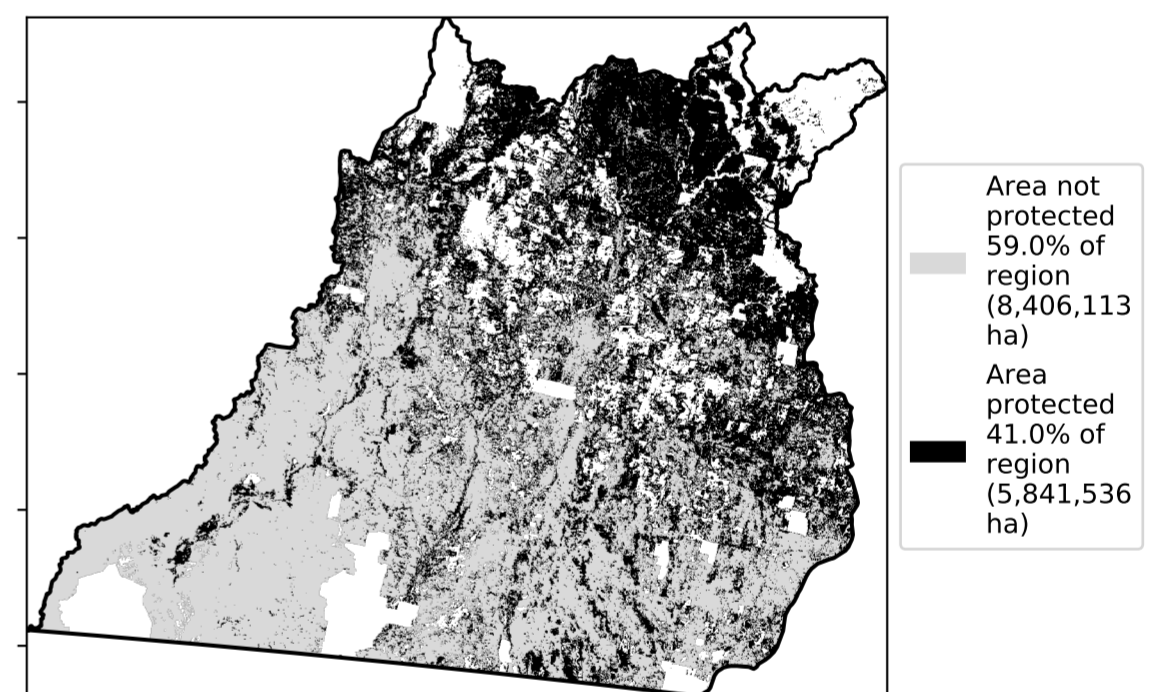 Area not
protected
59.0% of
region
(8,406,113
ha)
Area
protected
41.0% of
region
(5,841,536
ha)